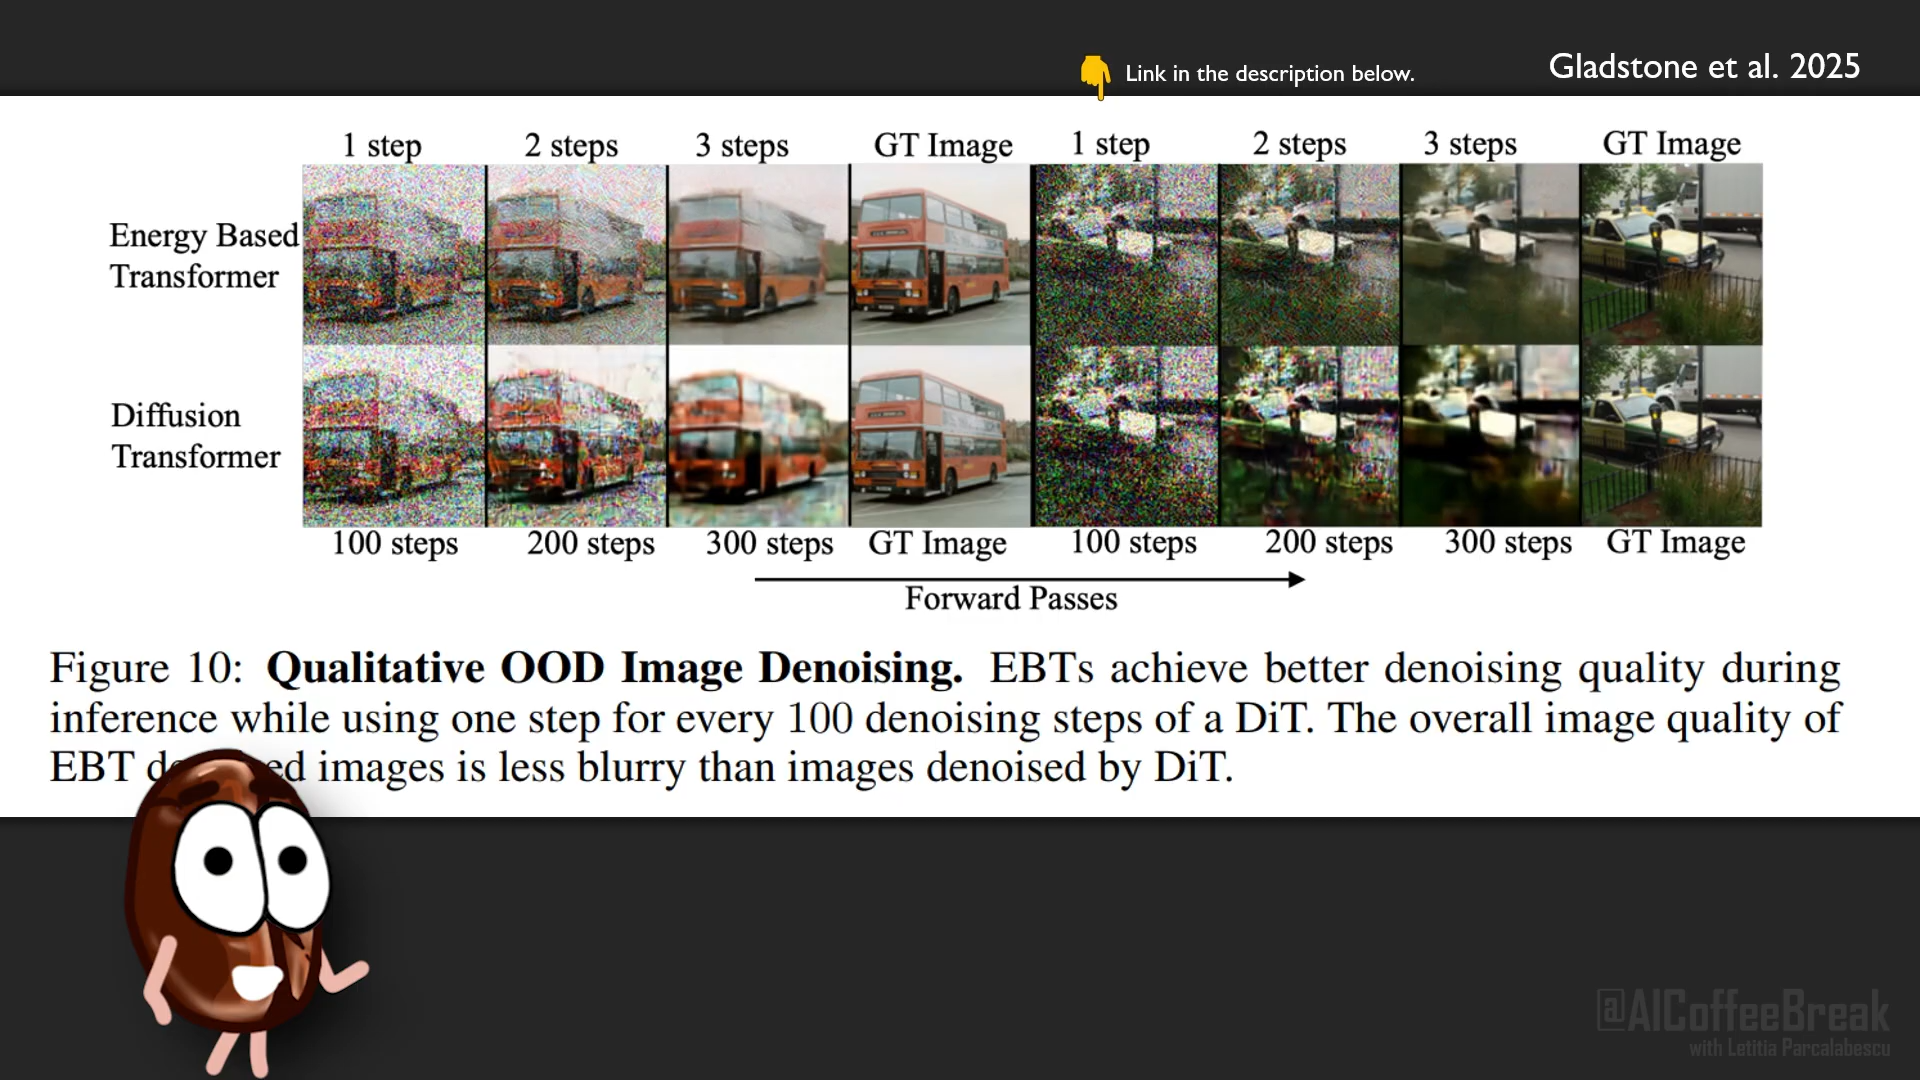 Link in the description below.
Gladstone et al. 2025
1 step 2 steps 3 steps GT Image 1 step 2 steps 3 steps GT Image
Energy Based
Transformer
Diffusion
Transformer
100 steps 200 steps 300 steps GT Image 100 steps 200 steps 300 steps GT Image
Forward Passes
Figure 10: Qualitative OOD Image Denoising. EBTs achieve better denoising quality during
inference while using one step for every 100 denoising steps of a DiT. The overall image quality of
EBT images is less blurry than images denoised by DiT.
@AICoffeeBreak
with Letitia Parcalabescu